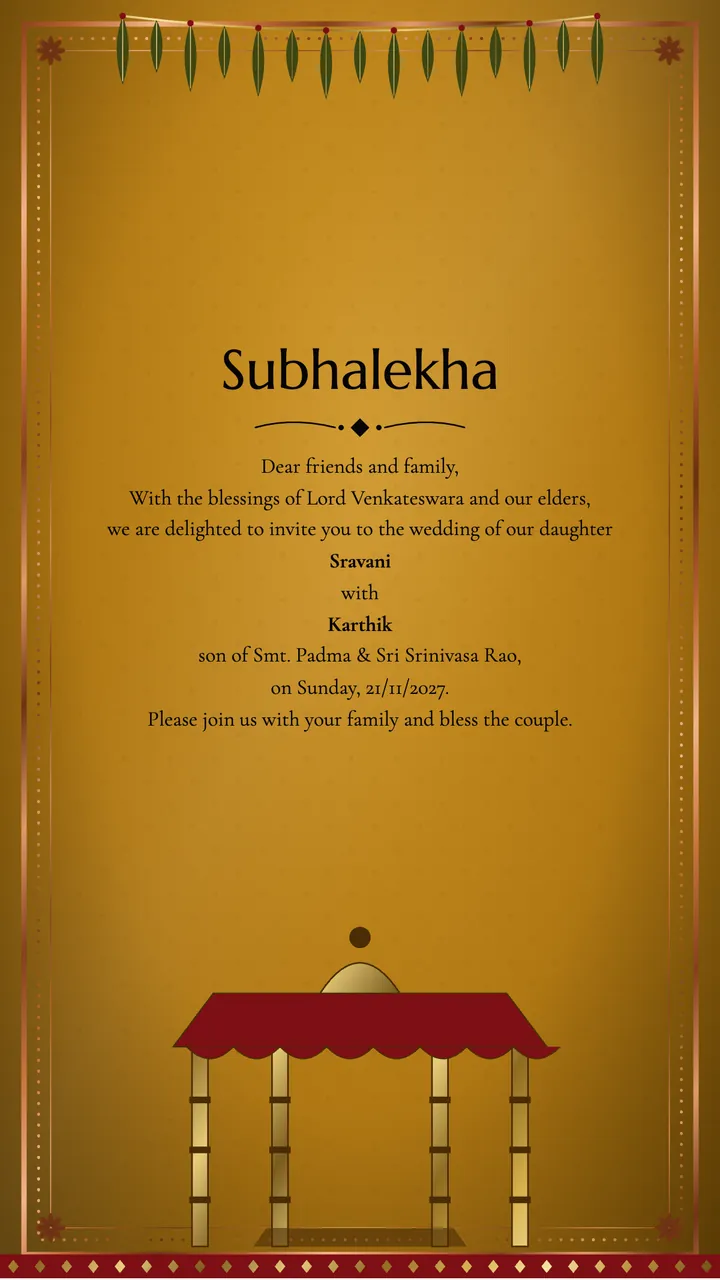 Subhalekha
Dear friends and family,
With the blessings of Lord Venkateswara and our elders,
we are delighted to invite you to the wedding of our daughter
Sravani
with
Karthik
son of Smt. Padma & Sri Srinivasa Rao,
on Sunday, 21/11/2027.
Please join us with your family and bless the couple.